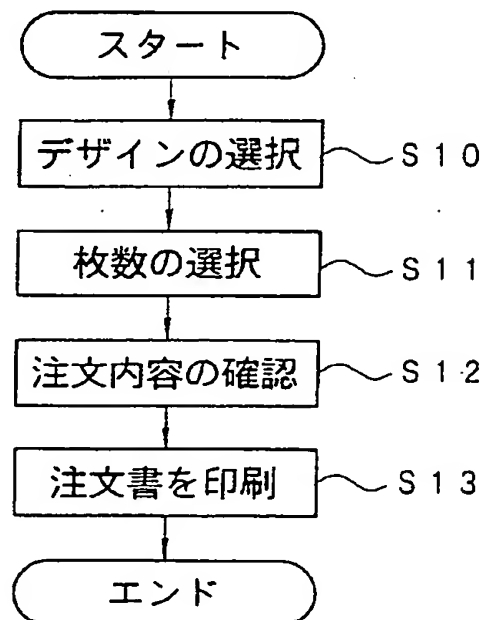 スタート
デザインの選択 S10
枚数の選択 S11
注文内容の確認 S12
注文書を印刷 S13
エンド